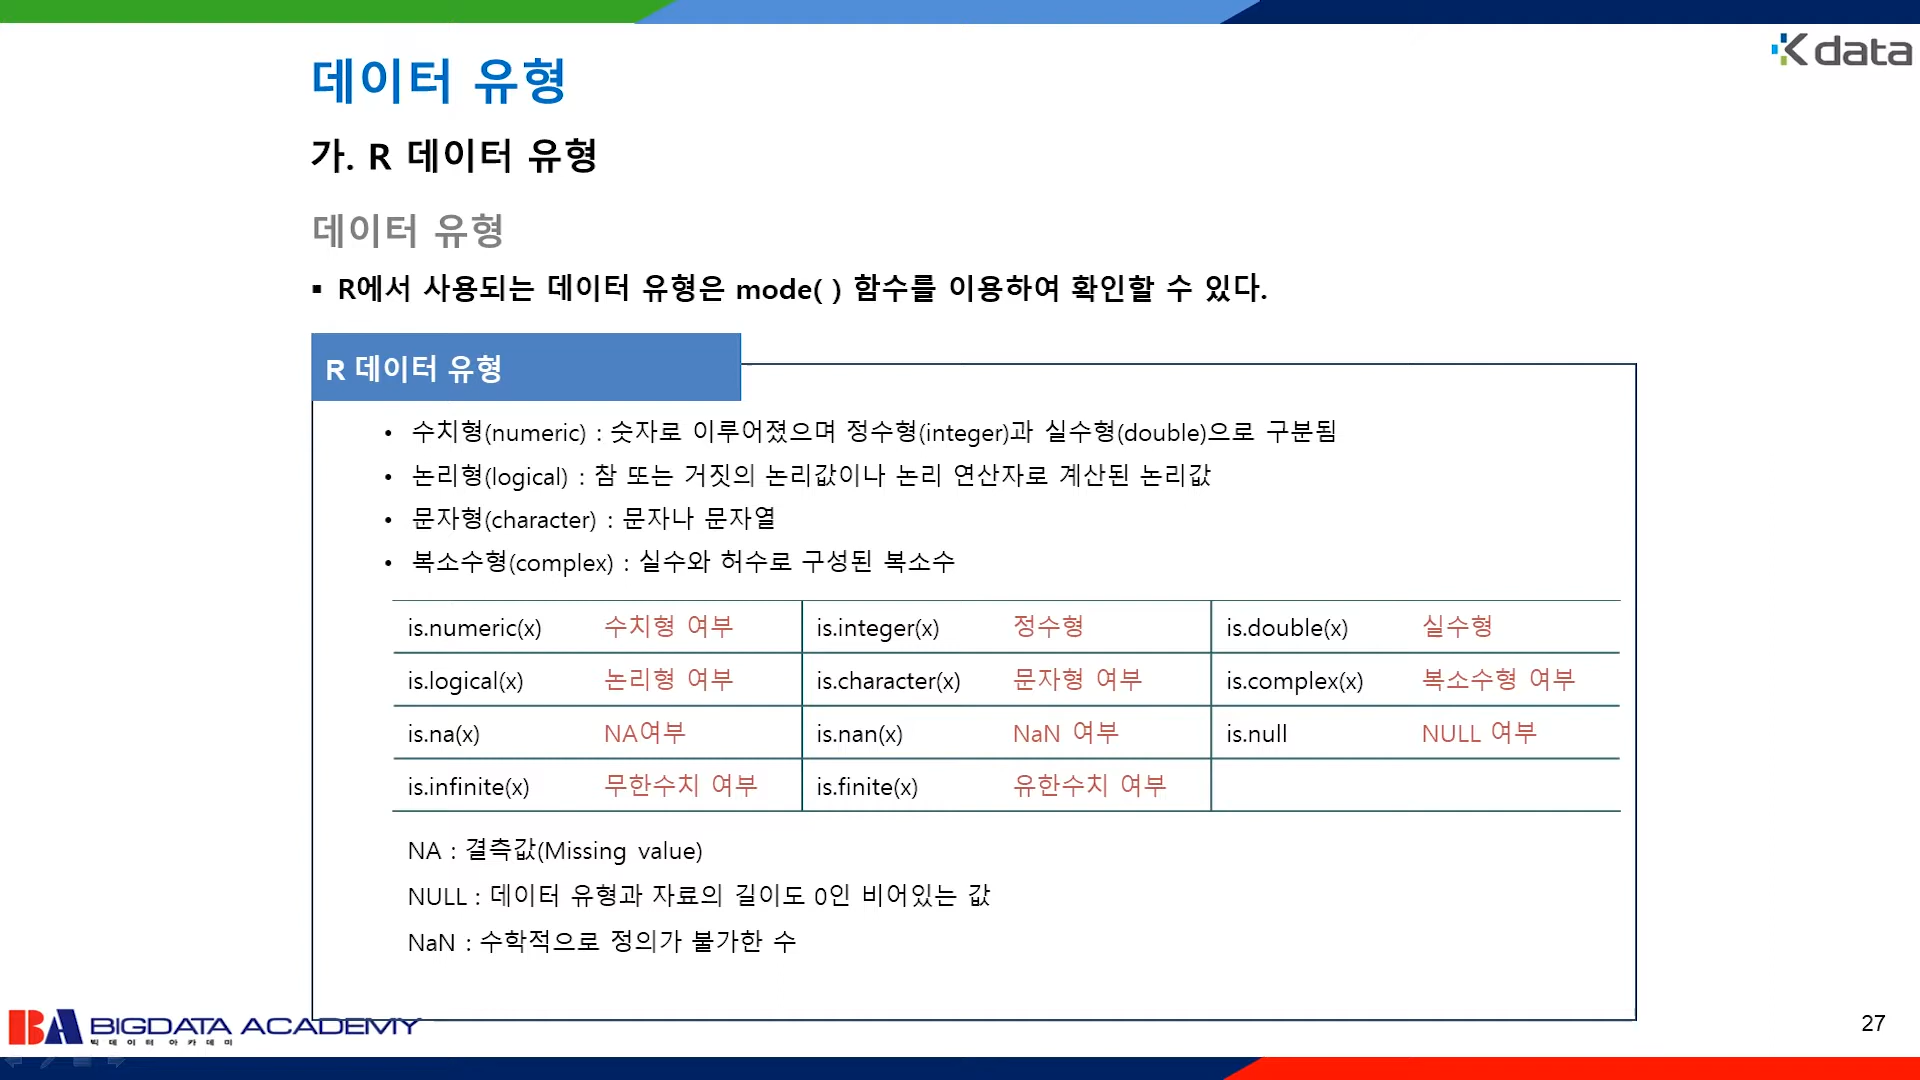 K data
데이터 유형
가. R 데이터 유형
데이터 유형
▪ R에서 사용되는 데이터 유형은 mode( ) 함수를 이용하여 확인할 수 있다.
R 데이터 유형
• 수치형(numeric) : 숫자로 이루어졌으며 정수형(integer)과 실수형(double)으로 구분됨
• 논리형(logical) : 참 또는 거짓의 논리값이나 논리 연산자로 계산된 논리값
• 문자형(character) : 문자나 문자열
• 복소수형(complex) : 실수와 허수로 구성된 복소수
is.numeric(x) 수치형 여부 is.integer(x) 정수형 is.double(x) 실수형
is.logical(x) 논리형 여부 is.character(x) 문자형 여부 is.complex(x) 복소수형 여부
is.na(x) NA여부 is.nan(x) NaN 여부 is.null NULL 여부
is.infinite(x) 무한수치 여부 is.finite(x) 유한수치 여부
NA : 결측값(Missing value)
NULL : 데이터 유형과 자료의 길이도 0인 비어있는 값
NaN : 수학적으로 정의가 불가한 수
BA BIGDATA ACADEMY
빅데이터 아카데미
27